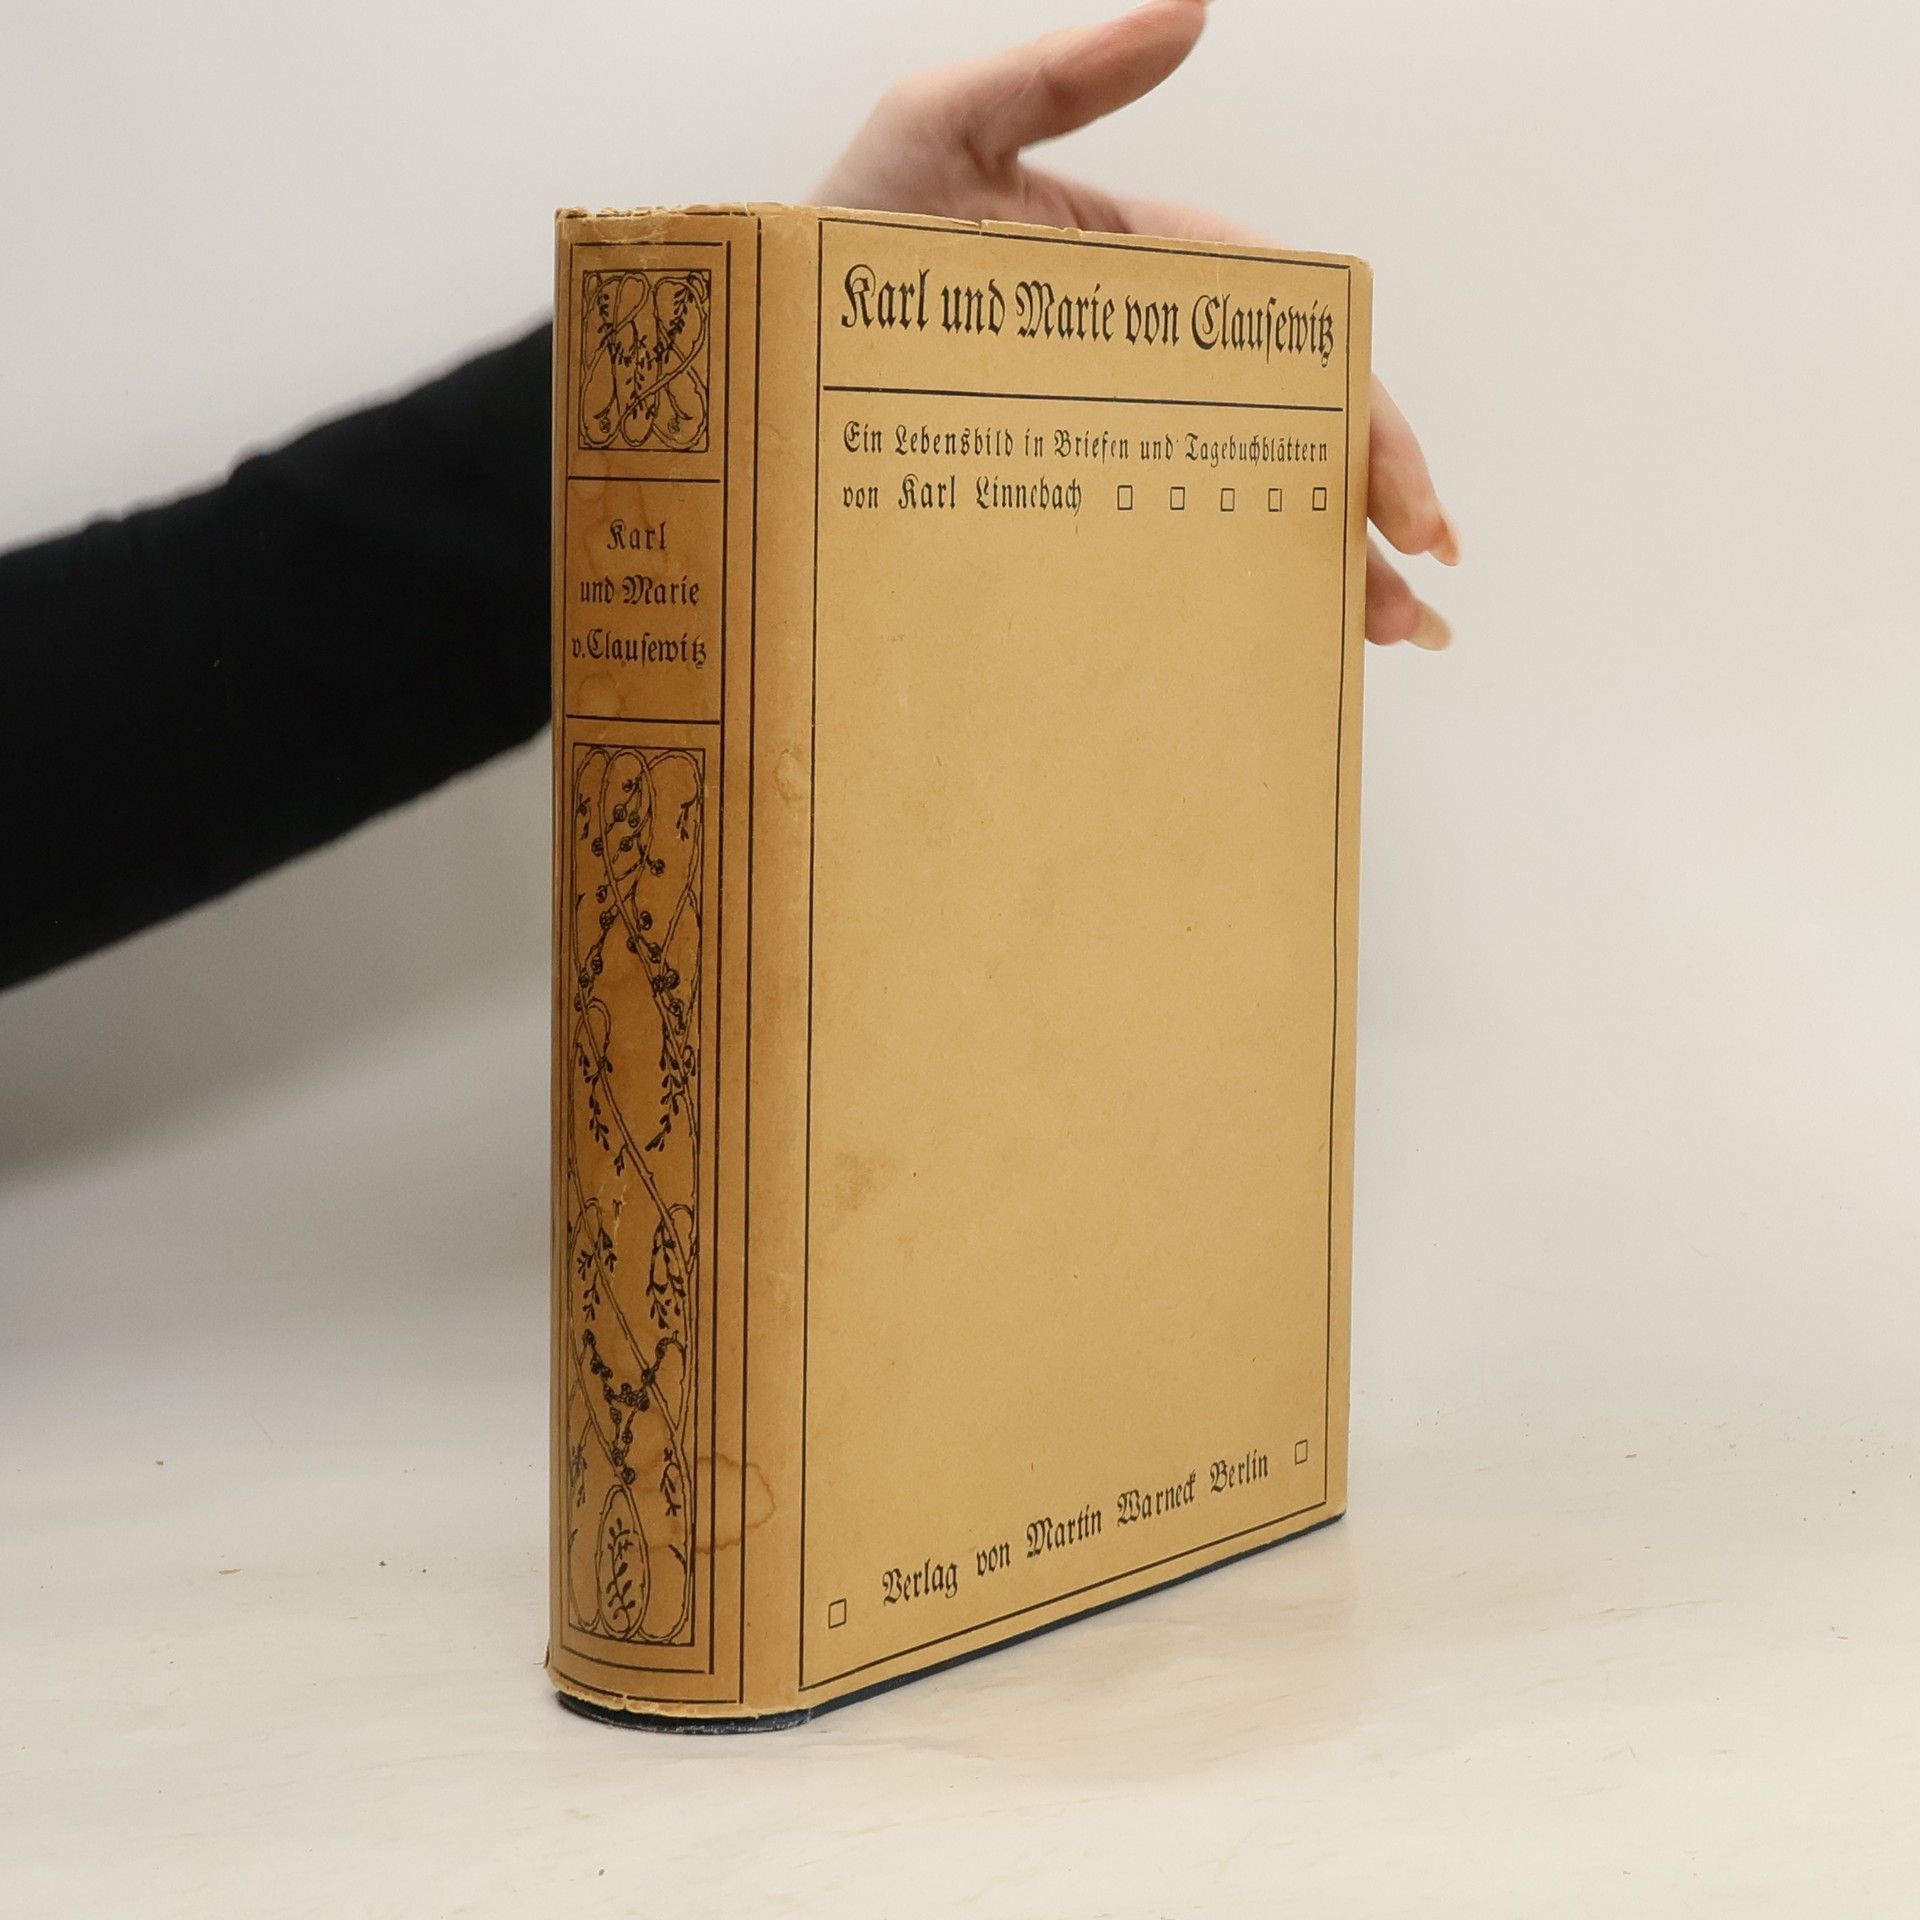 Karl und Marie von Clauſewitz
Ein Lebensbild in Briefen und Tagebuchblättern
von Karl Linnebach
Verlag von Martin Warneck Berlin
Karl
und Marie
v. Clauſewitz